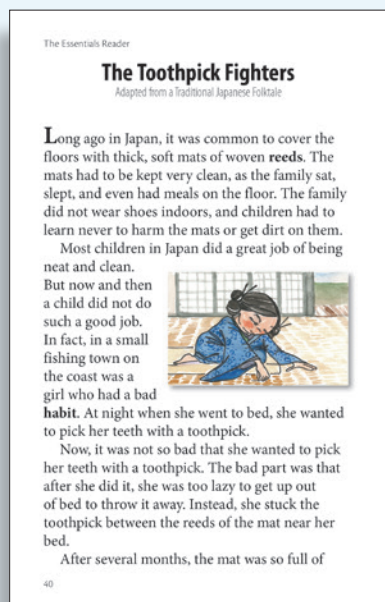 The Essentials Reader
The Toothpick Fighters
Adapted from a Traditional Japanese Folktale
Long ago in Japan, it was common to cover the
floors with thick, soft mats of woven reeds. The
mats had to be kept very clean, as the family sat,
slept, and even had meals on the floor. The family
did not wear shoes indoors, and children had to
learn never to harm the mats or get dirt on them.
Most children in Japan did a great job of being
neat and clean.
But now and then
a child did not do
such a good job.
In fact, in a small
fishing town on
the coast was a
girl who had a bad
habit. At night when she went to bed, she wanted
to pick her teeth with a toothpick.
Now, it was not so bad that she wanted to pick
her teeth with a toothpick. The bad part was that
after she did it, she was too lazy to get up out
of bed to throw it away. Instead, she stuck the
toothpick between the reeds of the mat near her
bed.
After several months, the mat was so full of
40